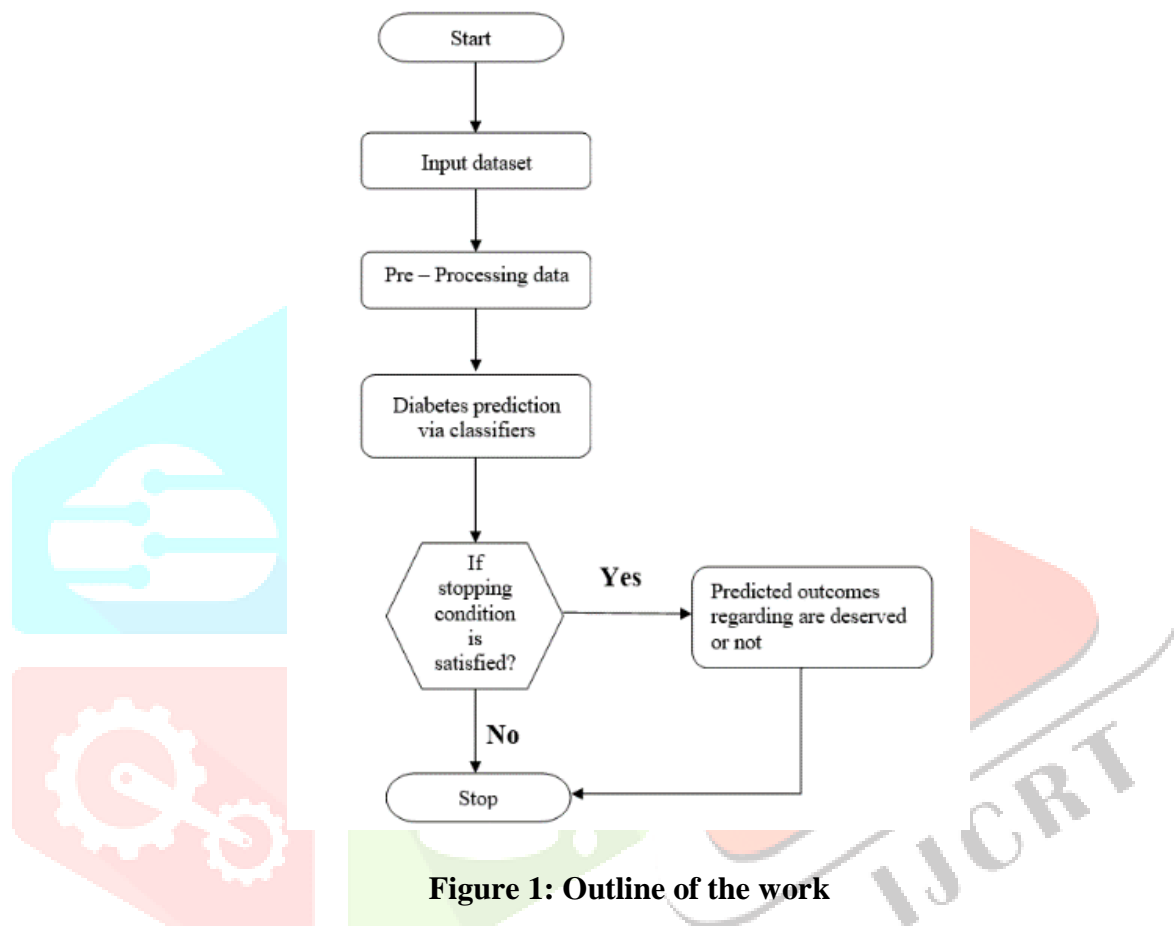 Start
Input dataset
Pre – Processing data
Diabetes prediction
via classifiers
If
stopping
condition
is
satisfied?
Yes
Predicted outcomes
regarding are deserved
or not
No
Stop
IJCRT
Figure 1: Outline of the work